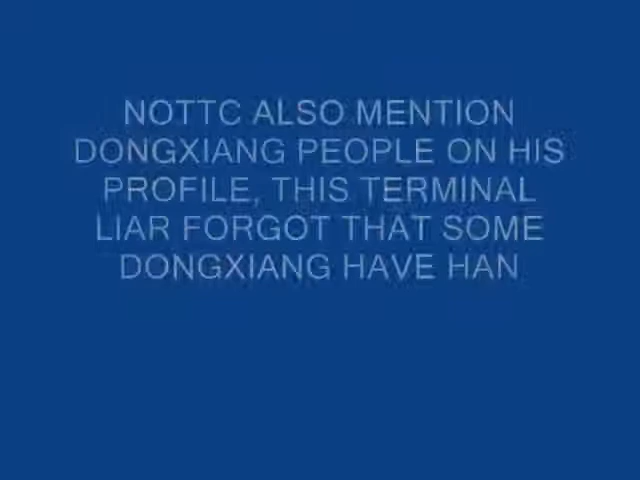 NOTTC ALSO MENTION
DONGXIANG PEOPLE ON HIS
PROFILE, THIS TERMINAL
LIAR FORGOT THAT SOME
DONGXIANG HAVE HAN